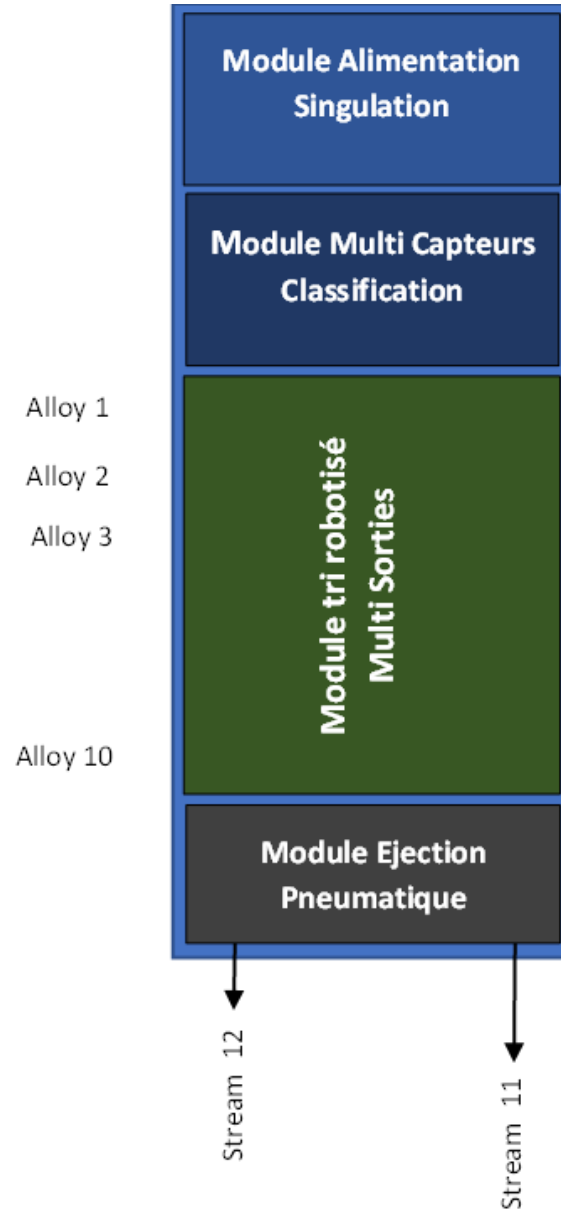 Module Alimentation
Singulation
Module Multi Capteurs
Classification
Alloy 1
Alloy 2
Alloy 3
Alloy 10
Module tri robotisé
Multi Sorties
Module Ejection
Pneumatique
Stream 12
Stream 11